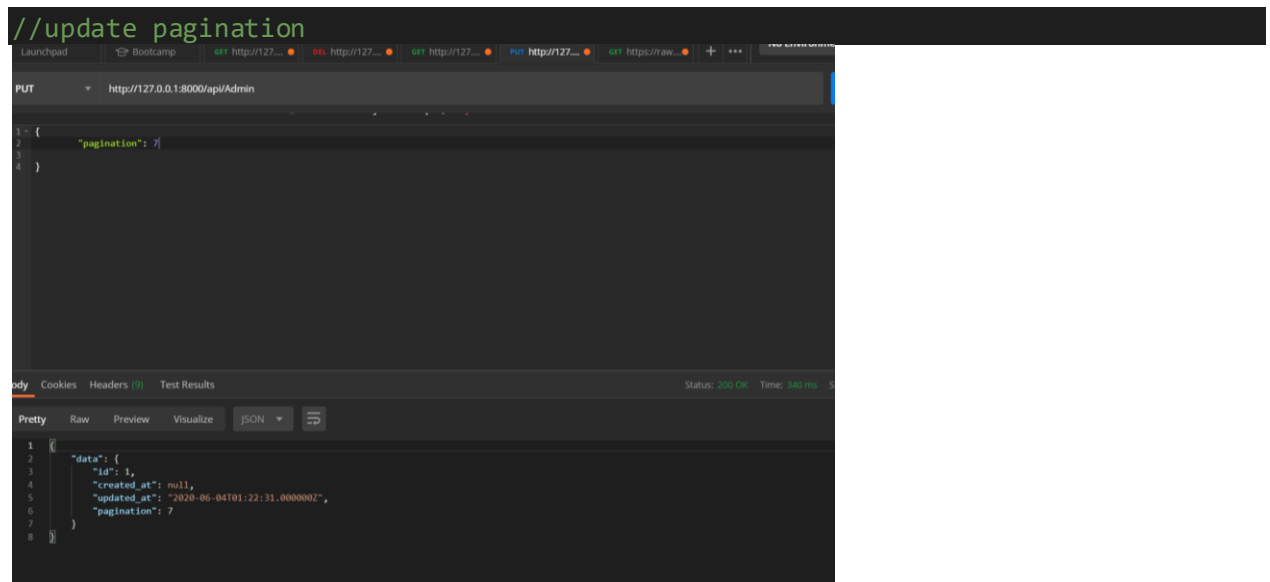 //update pagination
Launchpad Bootcamp GET http://127.... DEL http://127.... GET http://127.... PUT http://127.... GET https://raw.... + ••• No Environme
PUT http://127.0.0.1:8000/api/Admin
1 {
2 "pagination": 7
3
4 }
ody Cookies Headers (9) Test Results Status: 200 OK Time: 340 ms S
Pretty Raw Preview Visualize JSON
1 {
2 "data": {
3 "id": 1,
4 "created_at": null,
5 "updated_at": "2020-06-04T01:22:31.000000Z",
6 "pagination": 7
7 }
8 }